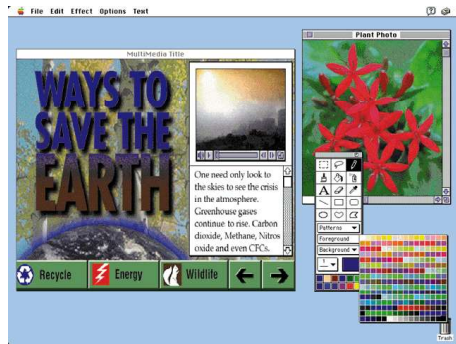 File Edit Effect Options Text
MultiMedia Title
Plant Photo
WAYS TO
SAVE THE
EARTH
One need only look to
the skies to see the crisis
in the atmosphere.
Greenhouse gases
continue to rise. Carbon
dioxide, Methane, Nitros
oxide and even CFCs.
A
Patterns
Foreground
Background
Recycle
Energy
Wildlife
Trash